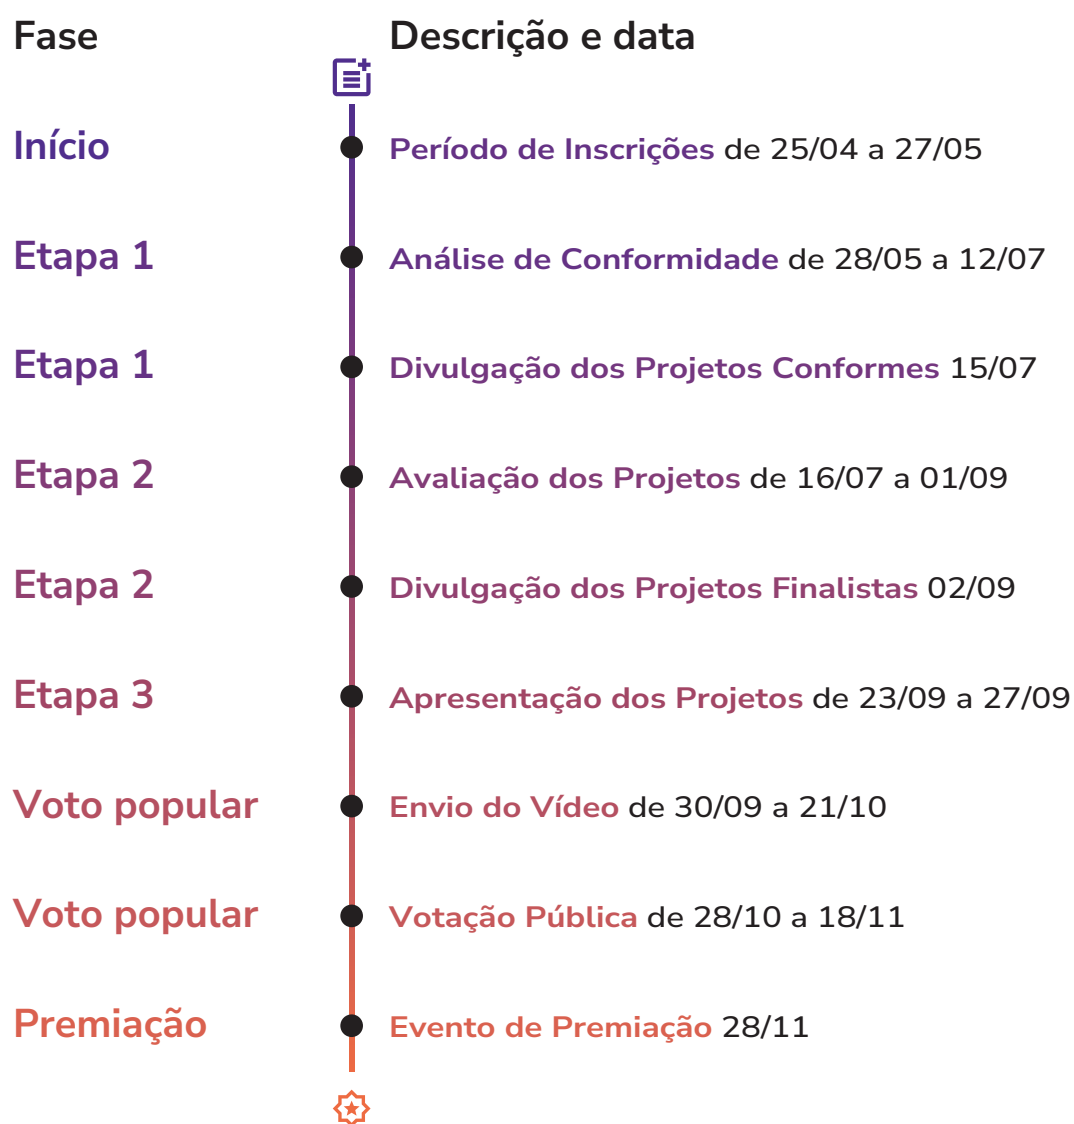 Fase Descrição e data
Início Período de Inscrições de 25/04 a 27/05
Etapa 1 Análise de Conformidade de 28/05 a 12/07
Etapa 1 Divulgação dos Projetos Conformes 15/07
Etapa 2 Avaliação dos Projetos de 16/07 a 01/09
Etapa 2 Divulgação dos Projetos Finalistas 02/09
Etapa 3 Apresentação dos Projetos de 23/09 a 27/09
Voto popular Envio do Vídeo de 30/09 a 21/10
Voto popular Votação Pública de 28/10 a 18/11
Premiação Evento de Premiação 28/11